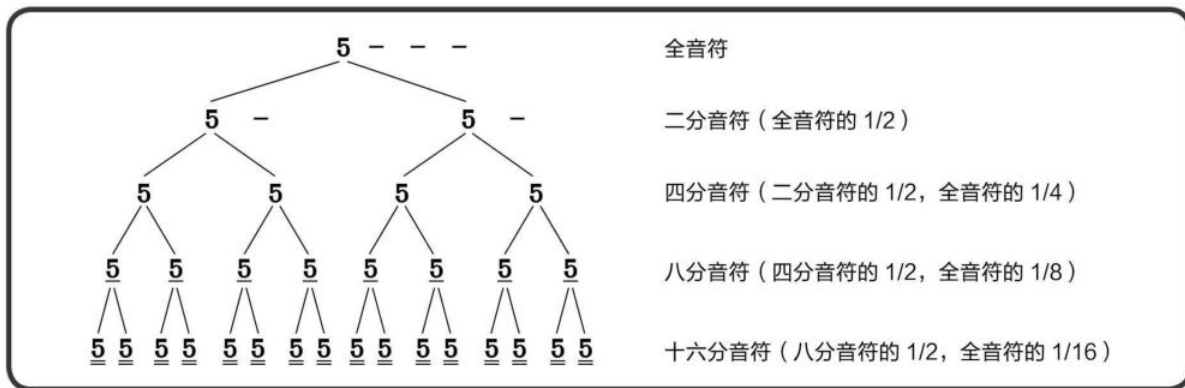 5 － － － 全音符
5 － 5 － 二分音符（全音符的 1/2）
5 5 5 5 四分音符（二分音符的 1/2，全音符的 1/4）
5 5 5 5 5 5 5 5 八分音符（四分音符的 1/2，全音符的 1/8）
5 5 5 5 5 5 5 5 5 5 5 5 5 5 5 5 十六分音符（八分音符的 1/2，全音符的 1/16）